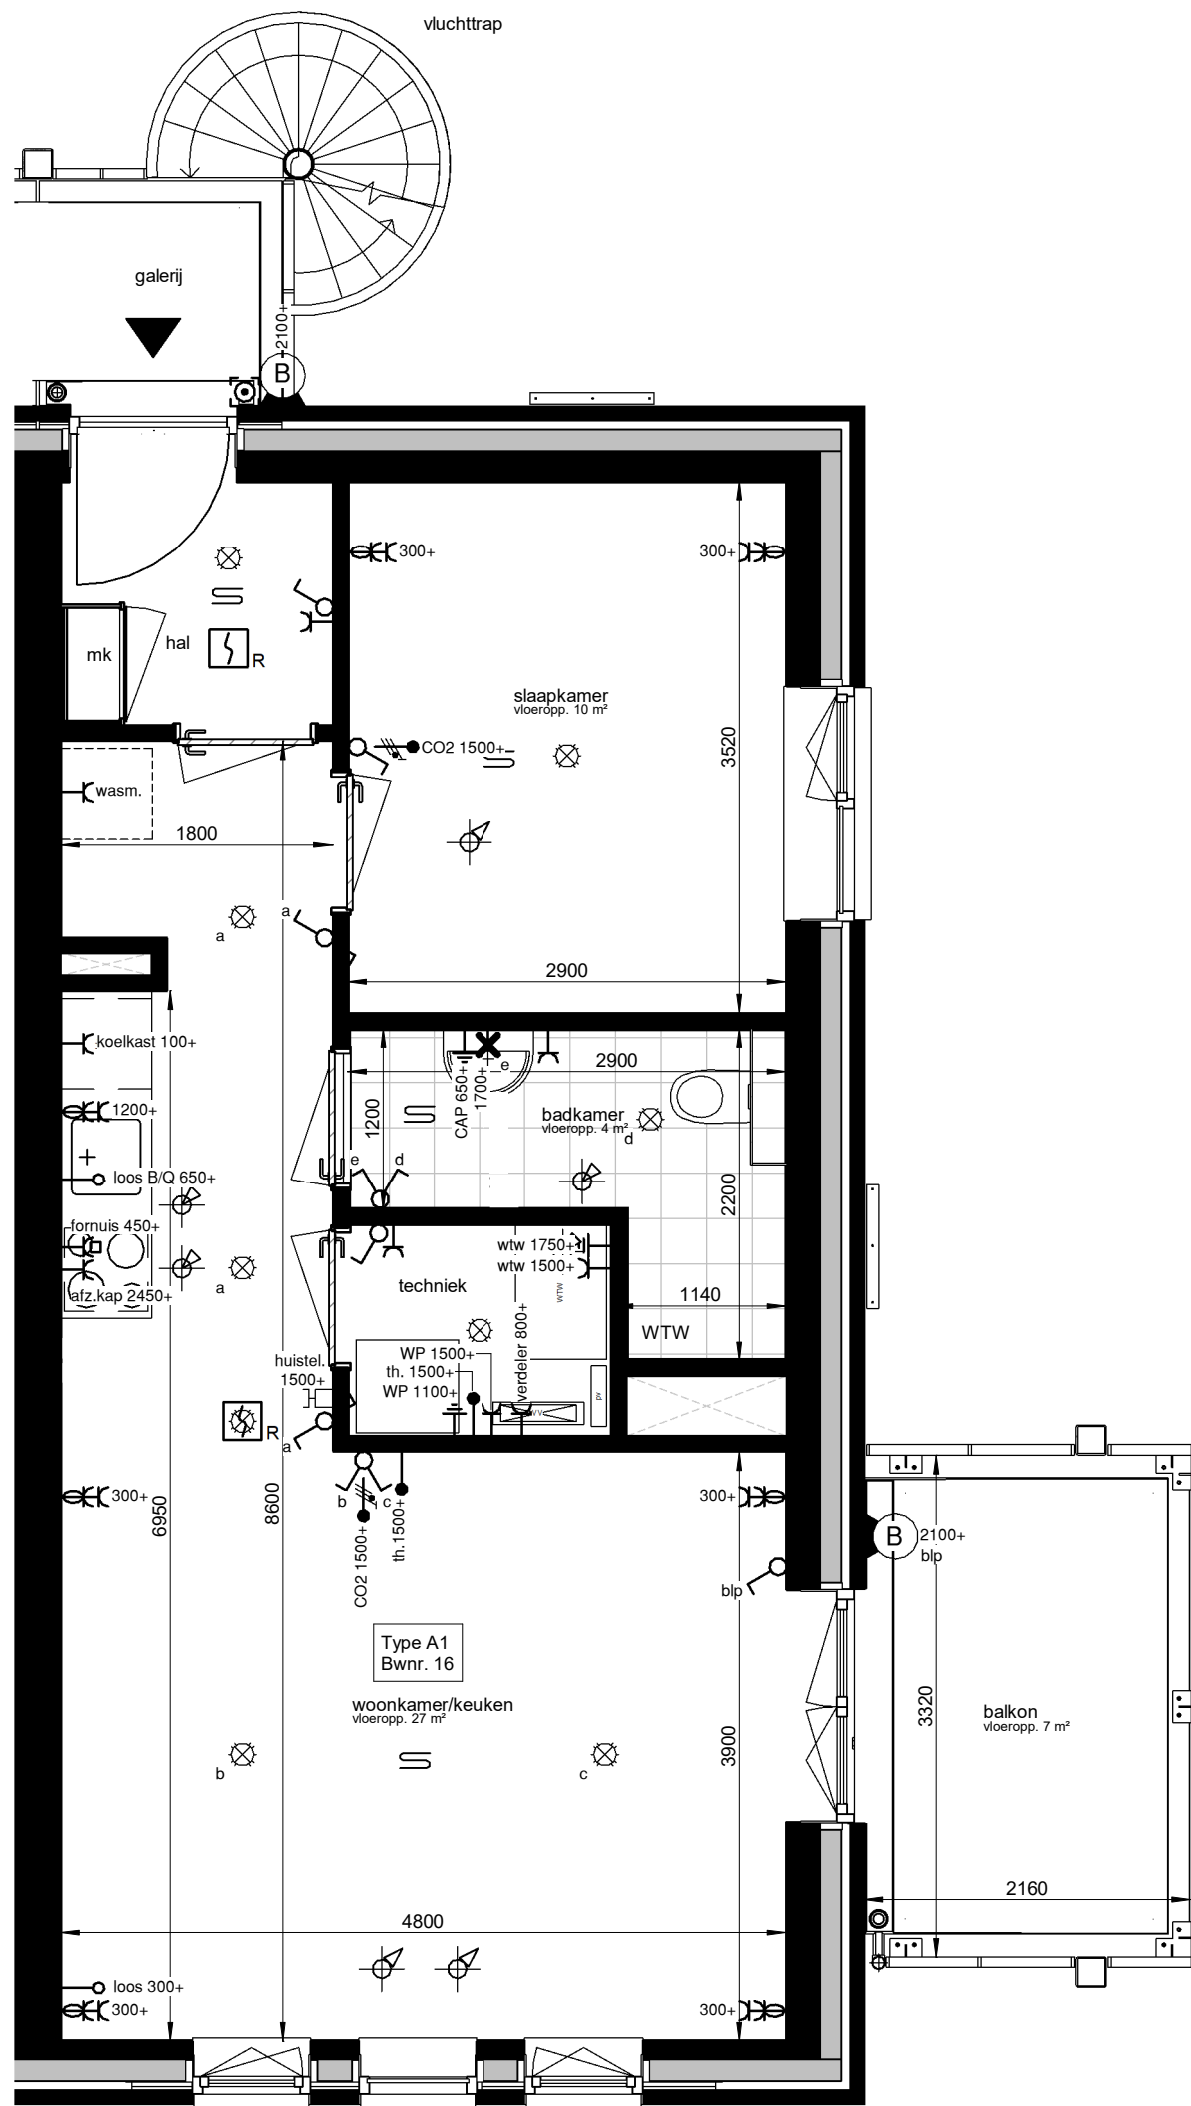 vluchttrap
galerij
2100+
B
300+
300+
hal
mk
R
slaapkamer
vloeropp. 10 m²
CO2 1500+
3520
wasm.
1800
a
a
2900
koelkast 100+
1200+
loos B/Q 650+
fornuis 450+
afz.kap 2450+
a
CAP 650+
1700+
e
2900
1200
badkamer
vloeropp. 4 m²
d
e
d
2200
wtw 1750+
wtw 1500+
WTW
techniek
1140
WTW
verdeler 800+
WP 1500+
th. 1500+
WP 1100+
pv
huistel.
1500+
R
a
b
c
CO2 1500+
th.1500+
300+
6950
8600
300+
B
2100+
blp
blp
Type A1
Bwnr. 16
woonkamer/keuken
vloeropp. 27 m²
3900
3320
balkon
vloeropp. 7 m²
b
c
2160
4800
loos 300+
300+
300+